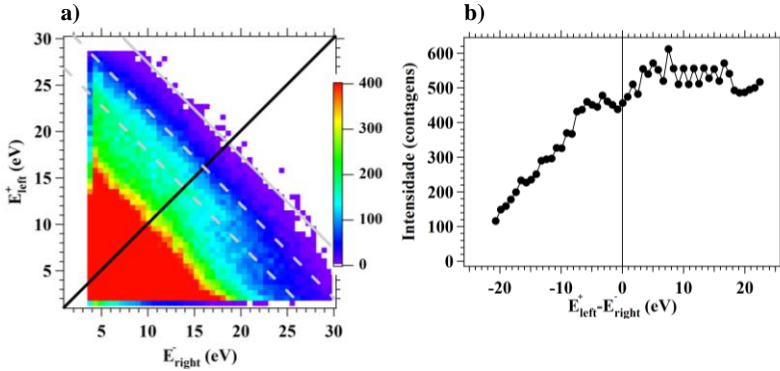 a)
30
25
20
15
10
5
E⁺left (eV)
5 10 15 20 25 30
E⁻right (eV)
400
300
200
100
0
b)
600
500
400
300
200
100
0
Intensidade (contagens)
-20 -10 0 10 20
E⁺left-E⁻right (eV)